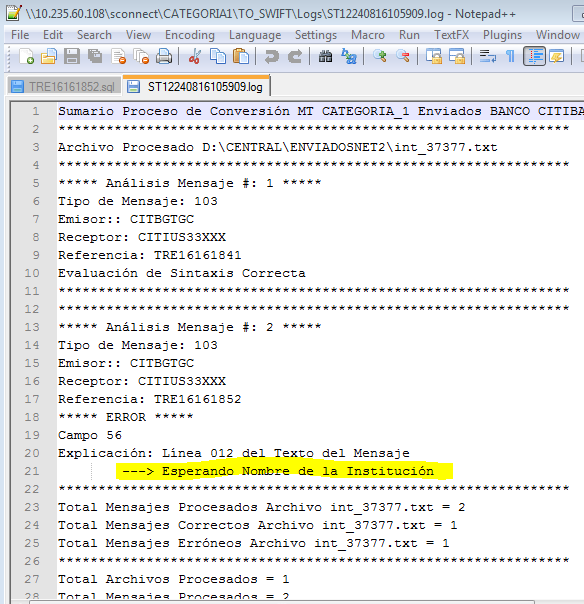 \\10.235.60.108\sconnect\CATEGORIA1\TO_SWIFT\Logs\ST12240816105909.log - Notepad++
File Edit Search View Encoding Language Settings Macro Run TextFX Plugins Window
TRE16161852.sql ST12240816105909.log
1 Sumario Proceso de Conversión MT CATEGORIA_1 Enviados BANCO CITIBA
2 ****************************************************************
3 Archivo Procesado D:\CENTRAL\ENVIADOSNET2\int_37377.txt
4 ****************************************************************
5 ***** Análisis Mensaje #: 1 *****
6 Tipo de Mensaje: 103
7 Emisor:: CITBGTGC
8 Receptor: CITIUS33XXX
9 Referencia: TRE16161841
10 Evaluación de Sintaxis Correcta
11 ****************************************************************
12 ****************************************************************
13 ***** Análisis Mensaje #: 2 *****
14 Tipo de Mensaje: 103
15 Emisor:: CITBGTGC
16 Receptor: CITIUS33XXX
17 Referencia: TRE16161852
18 ***** ERROR *****
19 Campo 56
20 Explicación: Línea 012 del Texto del Mensaje
21 ---> Esperando Nombre de la Institución
22 ****************************************************************
23 Total Mensajes Procesados Archivo int_37377.txt = 2
24 Total Mensajes Correctos Archivo int_37377.txt = 1
25 Total Mensajes Erróneos Archivo int_37377.txt = 1
26 ****************************************************************
27 Total Archivos Procesados = 1
28 Total Mensajes Procesados = 2